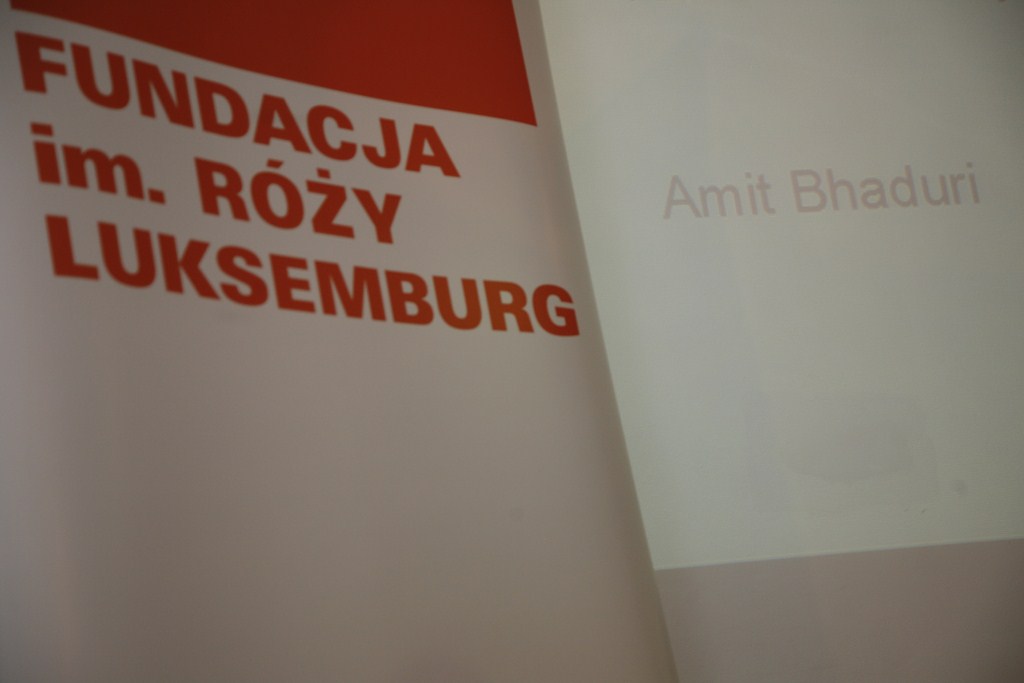 FUNDACJA
im. RÓŻY
LUKSEMBURG
Amit Bhaduri